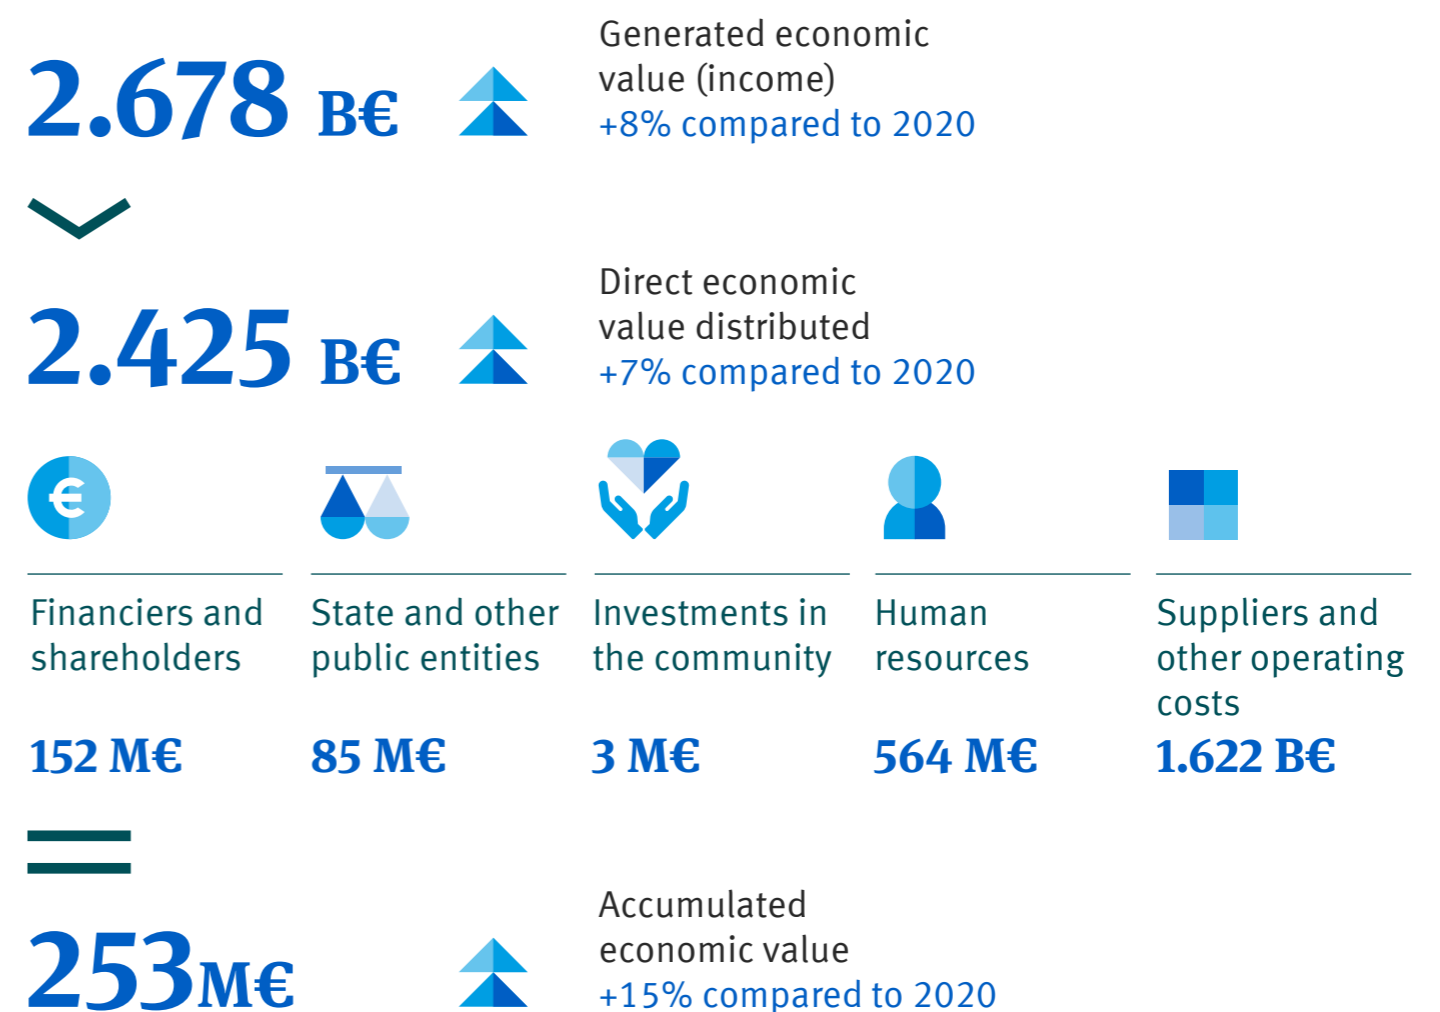 2.678 B€
Generated economic
value (income)
+8% compared to 2020
2.425 B€
Direct economic
value distributed
+7% compared to 2020
€
Financiers and
shareholders
152 M€
State and other
public entities
85 M€
Investments in
the community
3 M€
Human
resources
564 M€
Suppliers and
other operating
costs
1.622 B€
253 M€
Accumulated
economic value
+15% compared to 2020